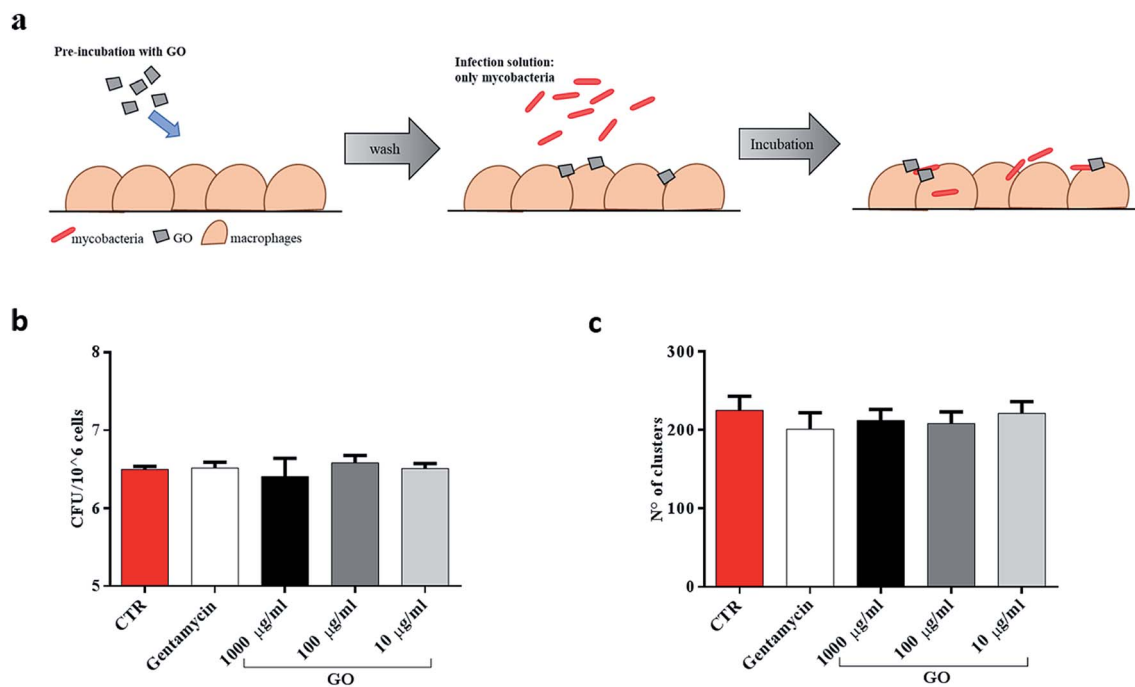 a
Pre-incubation with GO
Infection solution:
only mycobacteria
wash
Incubation
mycobacteria
GO
macrophages
b
8
7
6
5
CFU/10^6 cells
CTR
Gentamycin
1000 µg/ml
100 µg/ml
10 µg/ml
GO
c
300
200
100
0
N° of clusters
CTR
Gentamycin
1000 µg/ml
100 µg/ml
10 µg/ml
GO